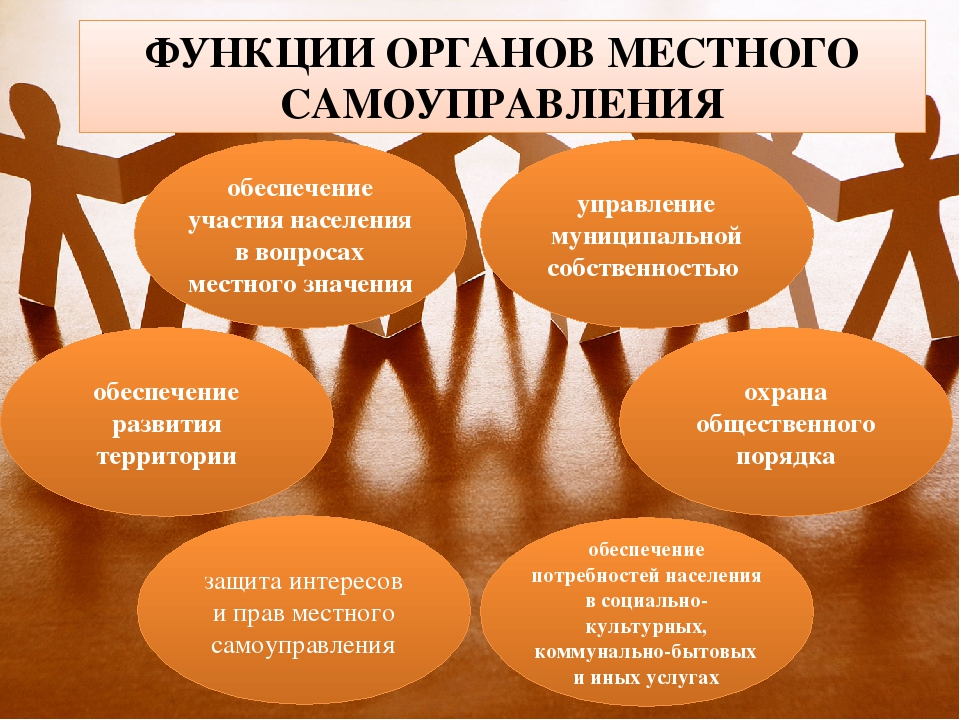 ФУНКЦИИ ОРГАНОВ МЕСТНОГО
САМОУПРАВЛЕНИЯ
обеспечение
участия населения
в вопросах
местного значения
управление
муниципальной
собственностью
обеспечение
развития
территории
охрана
общественного
порядка
защита интересов
и прав местного
самоуправления
обеспечение
потребностей населения
в социально-
культурных,
коммунально-бытовых
и иных услугах